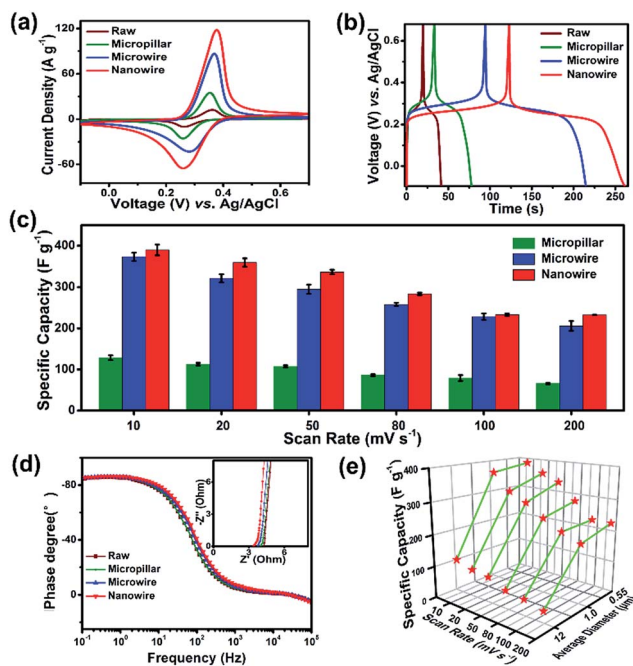 (a)
Raw
Micropillar
Microwire
Nanowire
Current Density (A g⁻¹)
120
60
0
-60
0.0 0.2 0.4 0.6
Voltage (V) vs. Ag/AgCl
(b)
Raw
Micropillar
Microwire
Nanowire
Voltage (V) vs. Ag/AgCl
0.6
0.4
0.2
0.0
0 50 100 150 200 250
Time (s)
(c)
Micropillar
Microwire
Nanowire
Specific Capacity (F g⁻¹)
400
300
200
100
0
10 20 50 80 100 200
Scan Rate (mV s⁻¹)
(d)
Phase degree(°)
-80
-40
0
Raw
Micropillar
Microwire
Nanowire
10⁻¹ 10⁰ 10¹ 10² 10³ 10⁴ 10⁵
Frequency (Hz)
-Z'' (Ohm)
6
3
0
0 3 6
Z' (Ohm)
(e)
Specific Capacity (F g⁻¹)
400
300
200
100
0
10 20 50 80 100 200
Scan Rate (mV s⁻¹)
12 1.0 0.55
Average Diameter (μm)